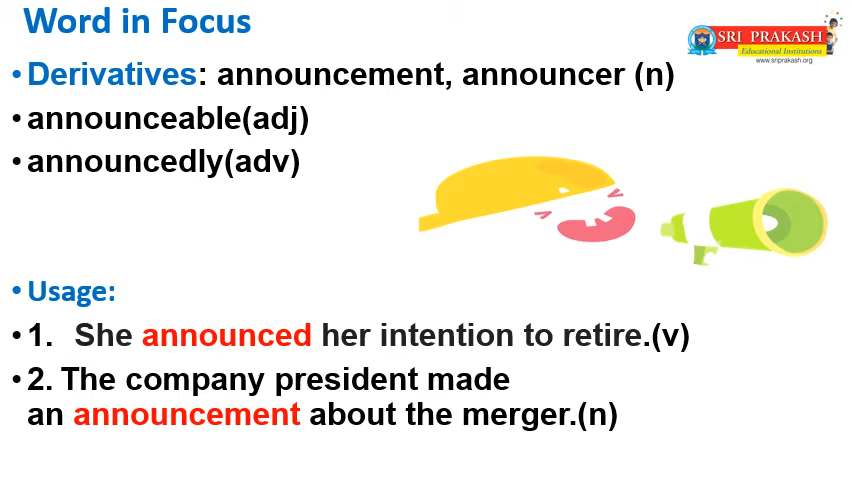 Word in Focus
SRI PRAKASH
Educational Institutions
www.sriprakash.org
• Derivatives: announcement, announcer (n)
• announceable(adj)
• announcedly(adv)
• Usage:
• 1. She announced her intention to retire.(v)
• 2. The company president made
an announcement about the merger.(n)